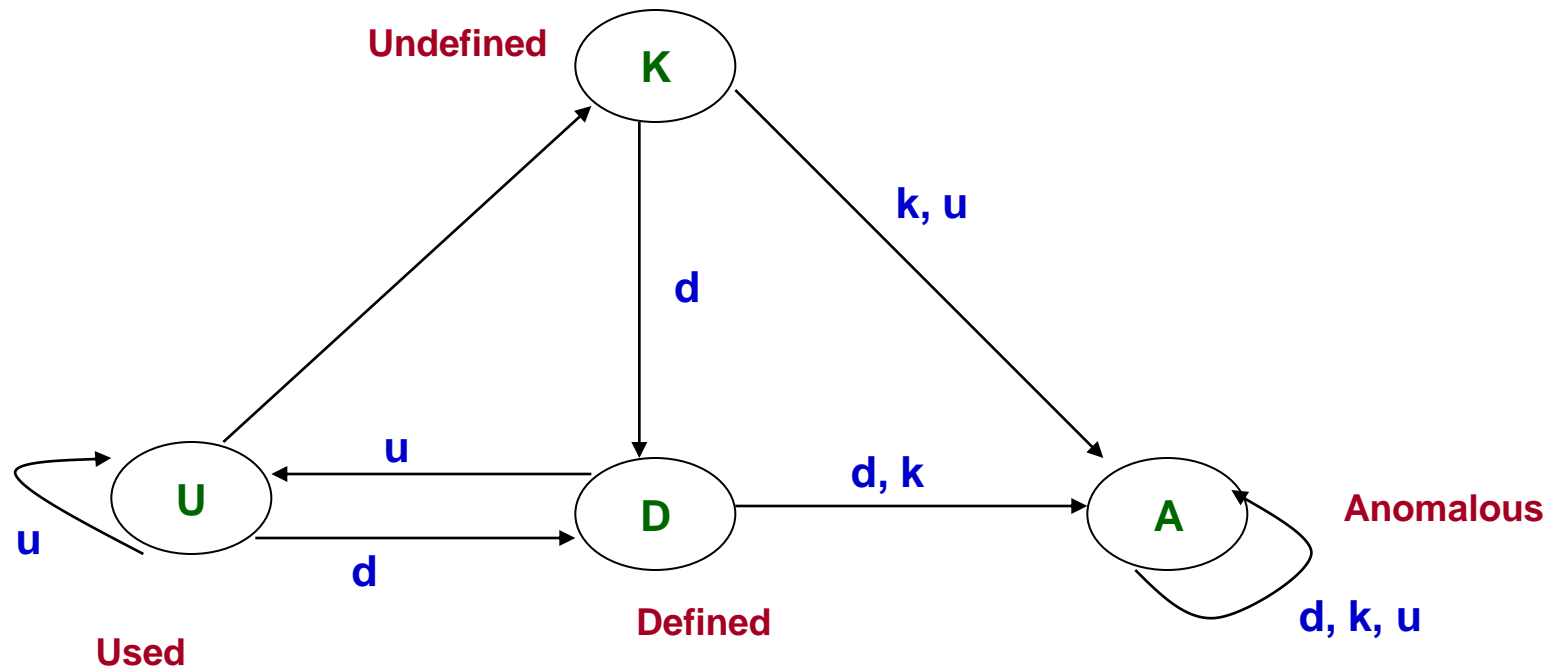 Undefined
K
k, u
d
u
d, k
U
D
A
Anomalous
u
d
d, k, u
Defined
Used